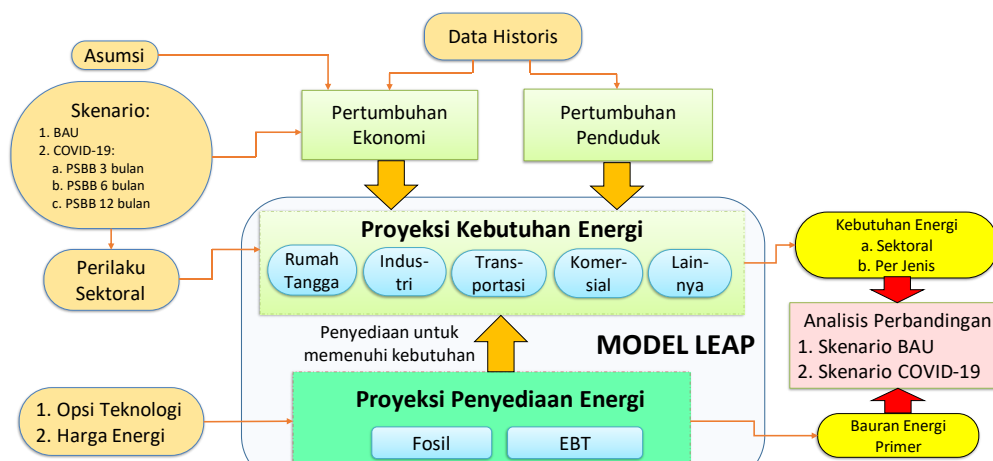 Data Historis
Asumsi
Skenario:
1. BAU
2. COVID-19:
a. PSBB 3 bulan
b. PSBB 6 bulan
c. PSBB 12 bulan
Pertumbuhan
Ekonomi
Pertumbuhan
Penduduk
Perilaku
Sektoral
Proyeksi Kebutuhan Energi
Rumah
Tangga
Indus-
tri
Trans-
portasi
Komer-
sial
Lain-
nya
Kebutuhan Energi
a. Sektoral
b. Per Jenis
Penyediaan untuk
memenuhi kebutuhan
MODEL LEAP
Analisis Perbandingan
1. Skenario BAU
2. Skenario COVID-19
1. Opsi Teknologi
2. Harga Energi
Proyeksi Penyediaan Energi
Fosil
EBT
Bauran Energi
Primer